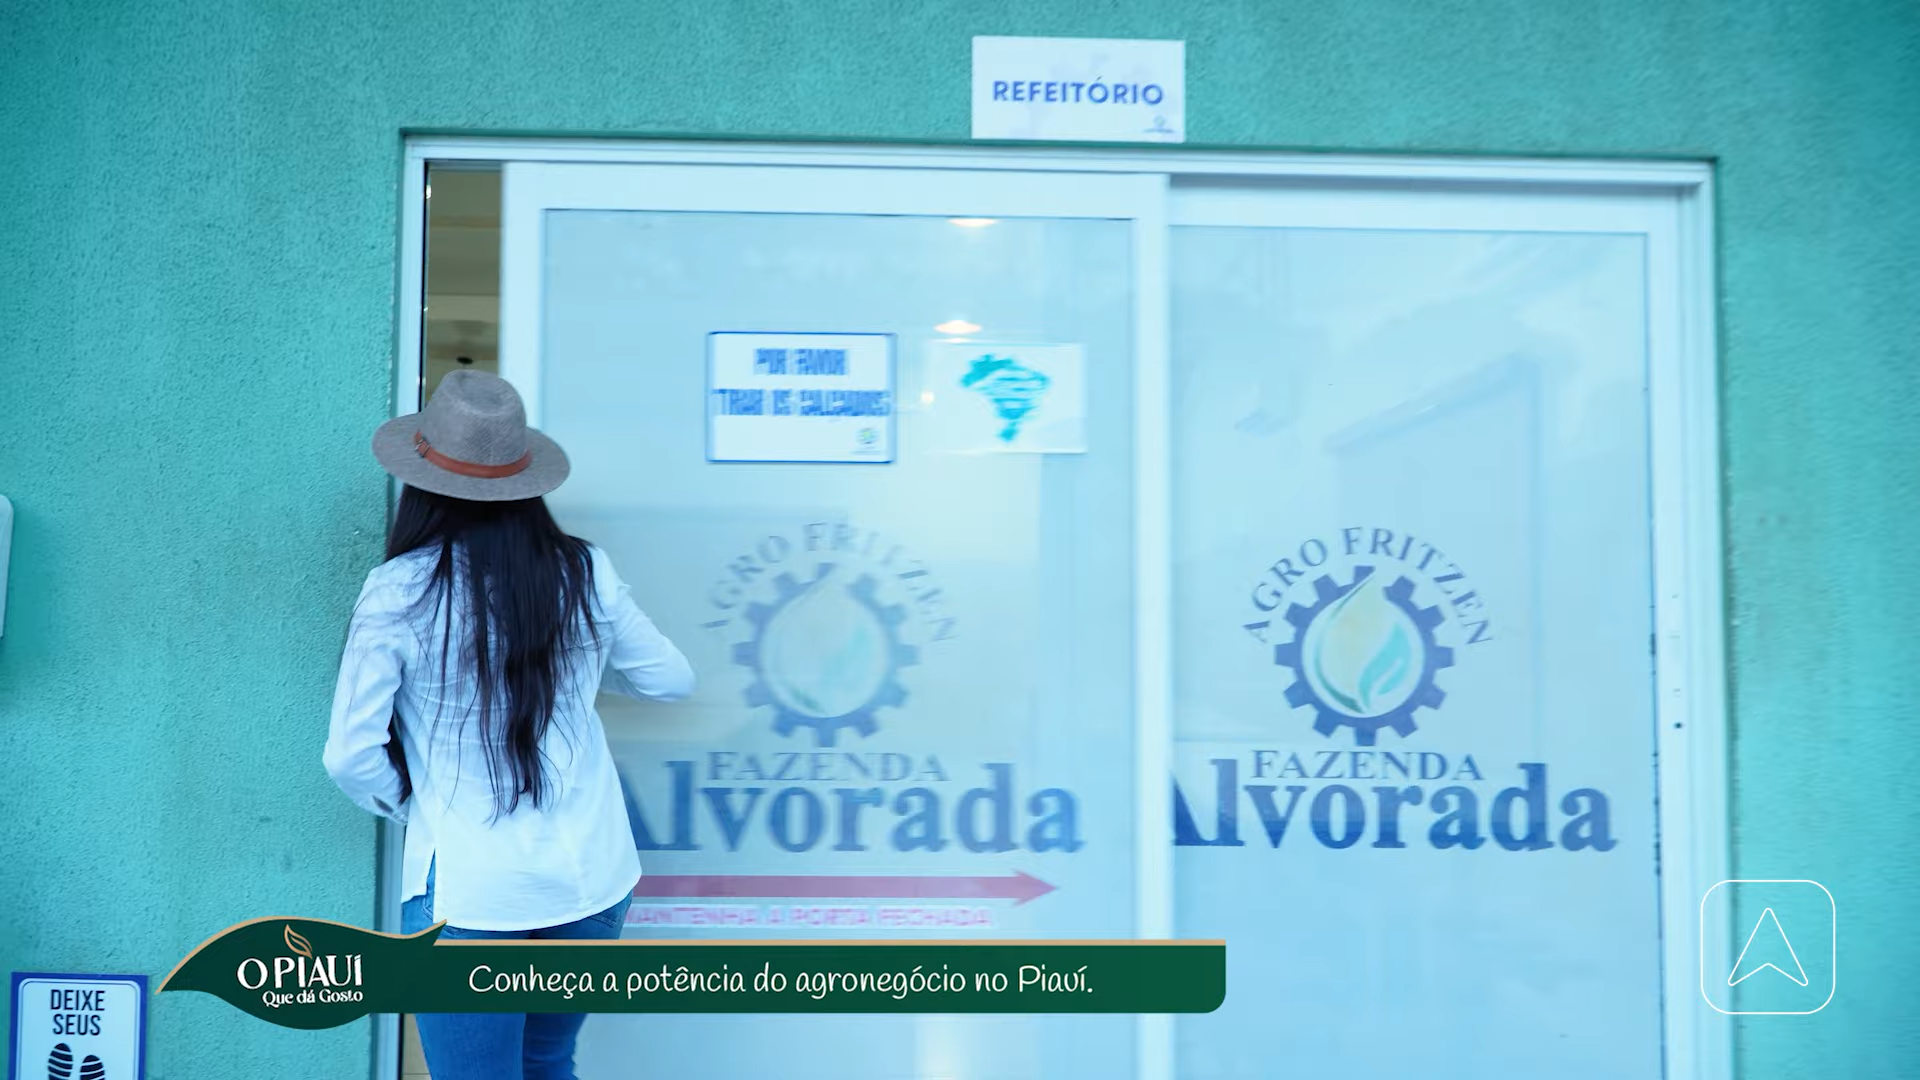 REFEITÓRIO
POR FAVOR
TIRAR OS CALÇADOS
AGRO FRITZEN
FAZENDA
Alvorada
AGRO FRITZEN
FAZENDA
Alvorada
MANTENHA A PORTA FECHADA
O PIAUÍ
Que dá Gosto
Conheça a potência do agronegócio no Piauí.
DEIXE
SEUS